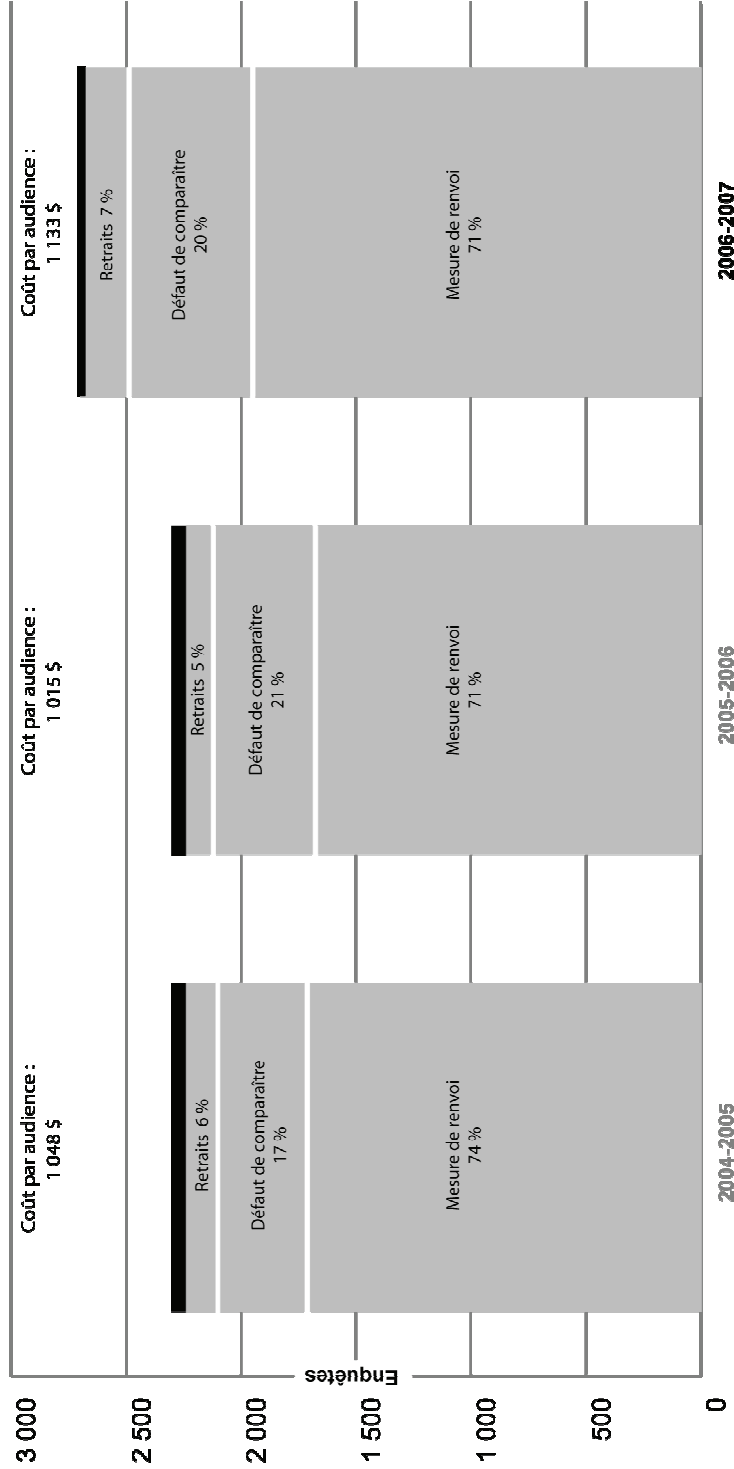 3 000
2 500
2 000
1 500
1 000
500
0
Enquêtes
Coût par audience :
1 048 $
Retraits 6 %
Défaut de comparaître
17 %
Mesure de renvoi
74 %
2004-2005
Coût par audience :
1 015 $
Retraits 5 %
Défaut de comparaître
21 %
Mesure de renvoi
71 %
2005-2006
Coût par audience :
1 133 $
Retraits 7 %
Défaut de comparaître
20 %
Mesure de renvoi
71 %
2006-2007